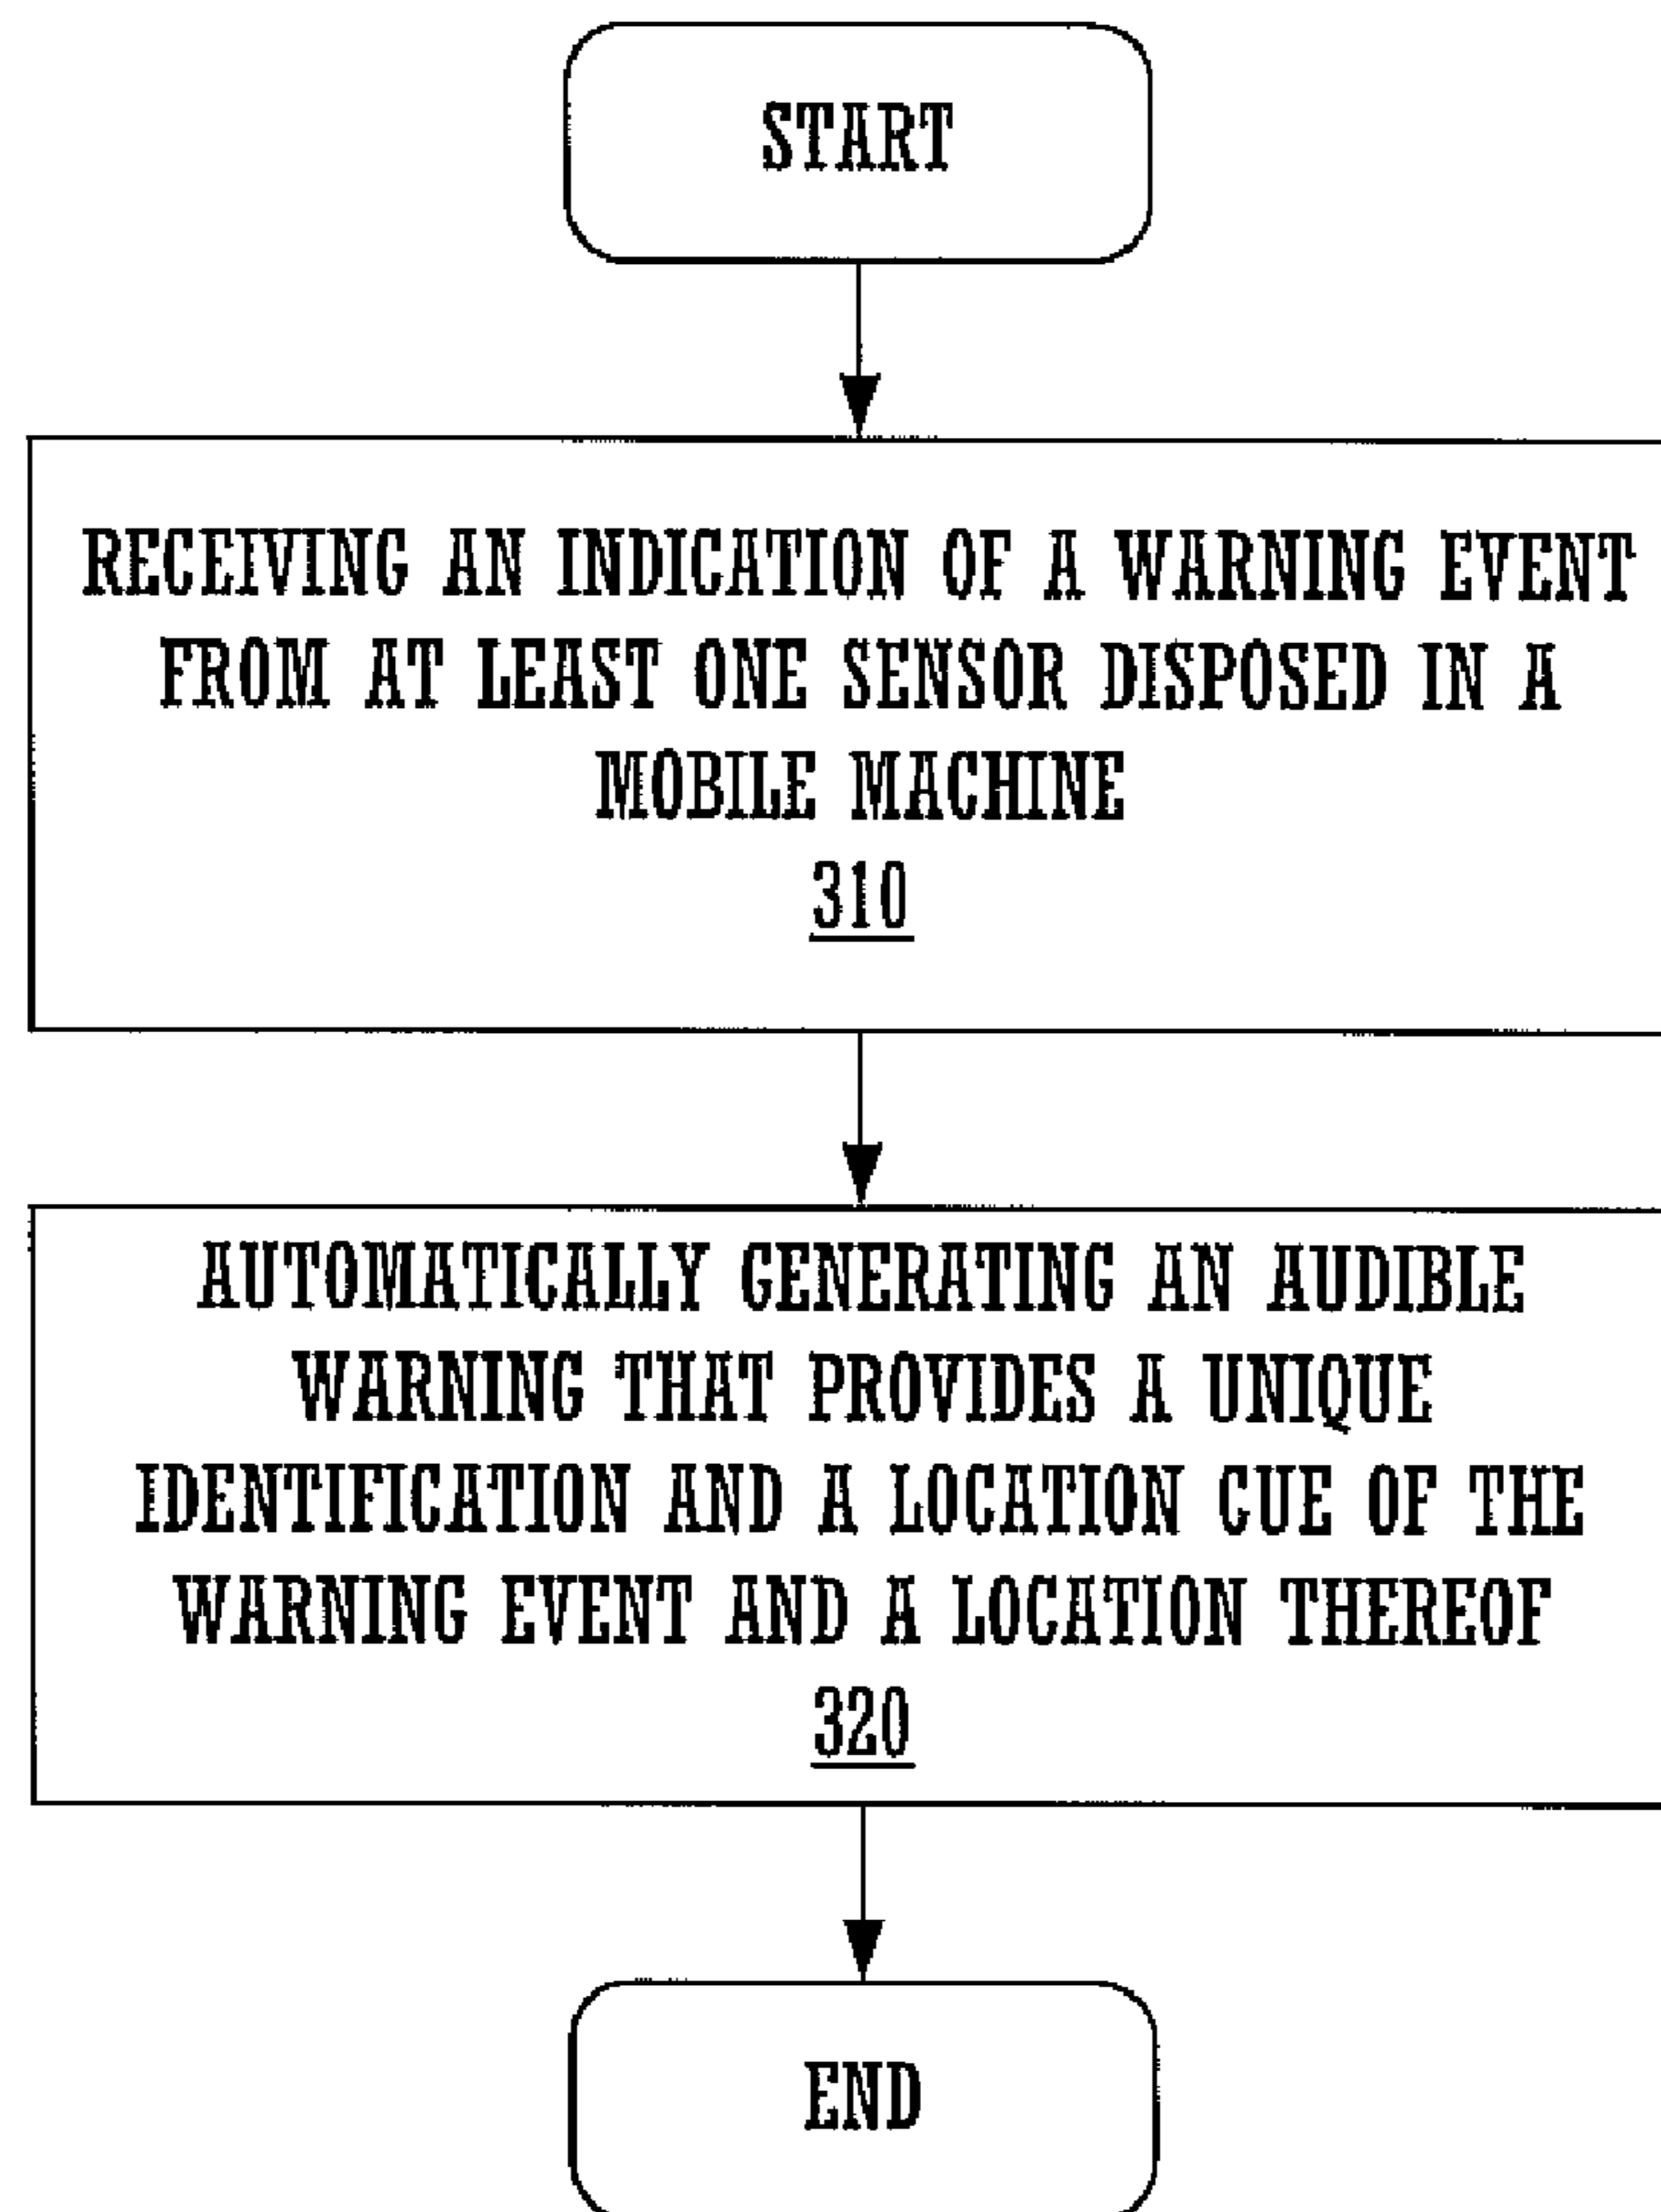 START
RECEIVING AN INDICATION OF A WARNING EVENT
FROM AT LEAST ONE SENSOR DISPOSED IN A
MOBILE MACHINE
310
AUTOMATICALLY GENERATING AN AUDIBLE
WARNING THAT PROVIDES A UNIQUE
IDENTIFICATION AND A LOCATION CUE OF THE
WARNING EVENT AND A LOCATION THEREOF
320
END